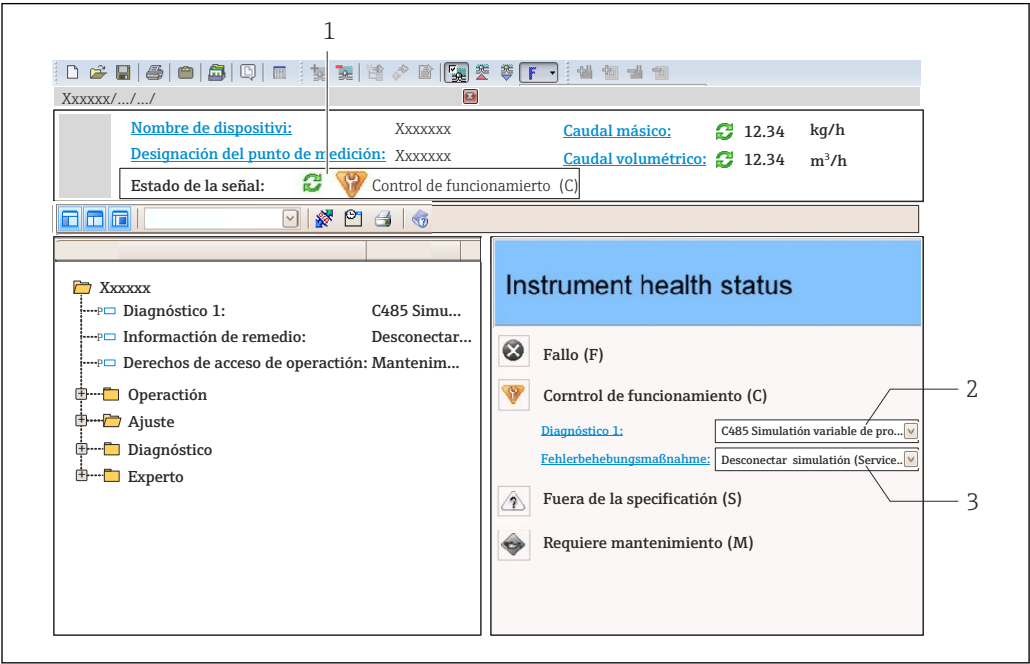 1
F
Xxxxxx/.../.../
Nombre de dispositivi: Xxxxxxx Caudal másico: 12.34 kg/h
Designación del punto de medición: Xxxxxxx Caudal volumétrico: 12.34 m³/h
Estado de la señal: Control de funcionamierto (C)
Instrument health status
Xxxxxx
Diagnóstico 1: C485 Simu...
Informactión de remedio: Desconectar...
Derechos de acceso de operactión: Mantenim...
Operactión
Ajuste
Diagnóstico
Experto
Fallo (F)
Corntrol de funcionamiento (C)
Diagnóstico 1: C485 Simulatión variable de pro...
2
Fehlerbehebungsmaßnahme: Desconectar simulatión (Service..
3
Fuera de la specificatión (S)
Requiere mantenimiento (M)